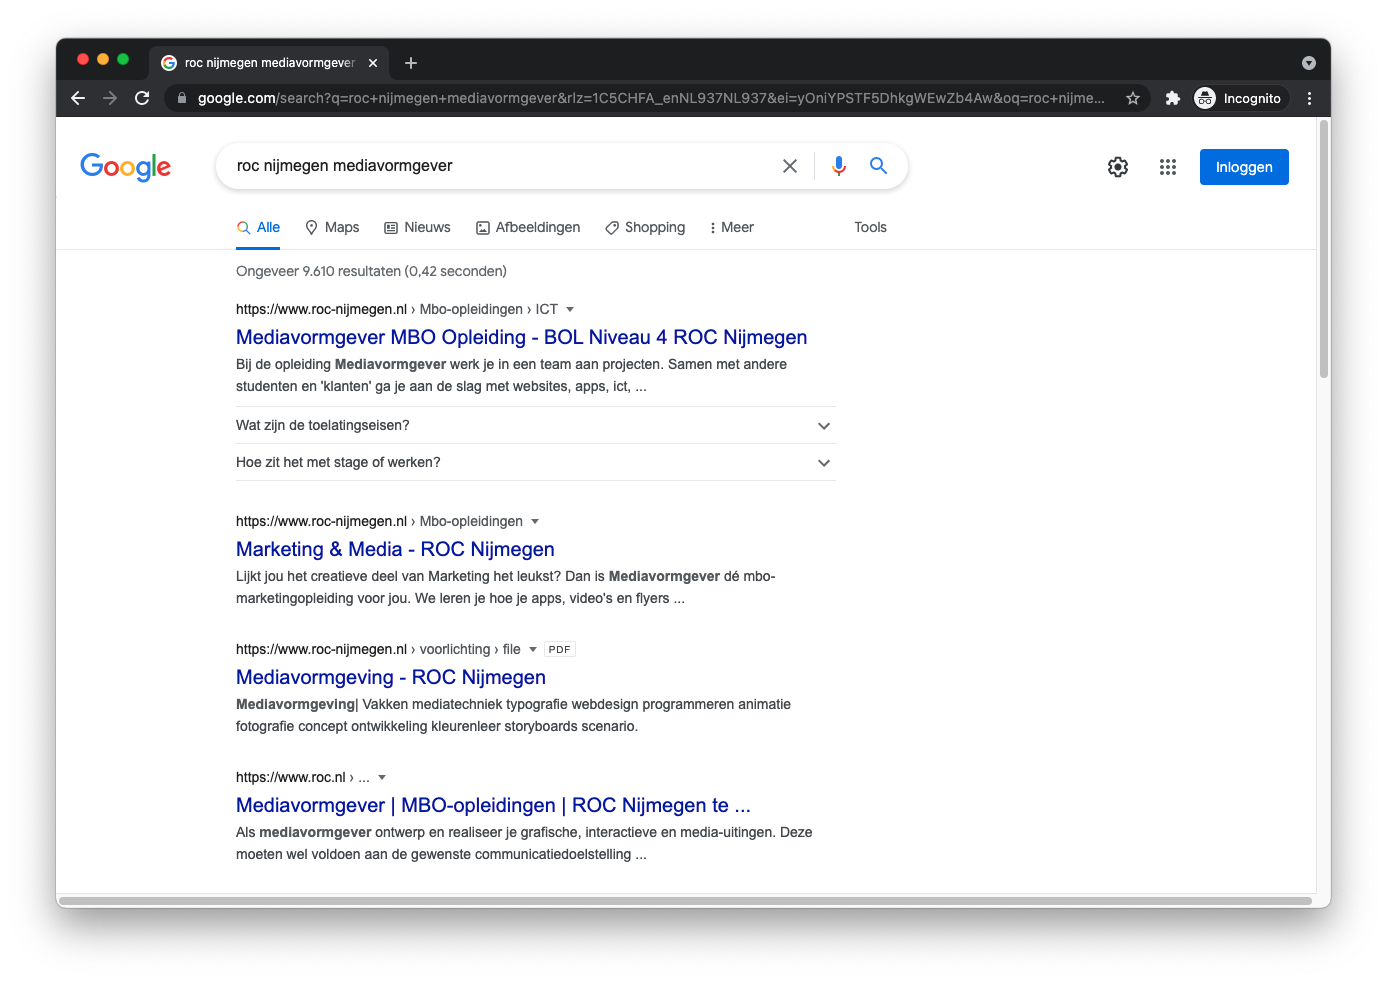 roc nijmegen mediavormgever
google.com/search?q=roc+nijmegen+mediavormgever&rlz=1C5CHFA_enNL937NL937&ei=yOniYPSTF5DhkgWEwZb4Aw&oq=roc+nijme...
Incognito
Google
roc nijmegen mediavormgever
Inloggen
Alle Maps Nieuws Afbeeldingen Shopping Meer Tools
Ongeveer 9.610 resultaten (0,42 seconden)
https://www.roc-nijmegen.nl › Mbo-opleidingen › ICT
Mediavormgever MBO Opleiding - BOL Niveau 4 ROC Nijmegen
Bij de opleiding Mediavormgever werk je in een team aan projecten. Samen met andere
studenten en 'klanten' ga je aan de slag met websites, apps, ict, ...
Wat zijn de toelatingseisen?
Hoe zit het met stage of werken?
https://www.roc-nijmegen.nl › Mbo-opleidingen
Marketing & Media - ROC Nijmegen
Lijkt jou het creatieve deel van Marketing het leukst? Dan is Mediavormgever dé mbo-
marketingopleiding voor jou. We leren je hoe je apps, video's en flyers ...
https://www.roc-nijmegen.nl › voorlichting › file PDF
Mediavormgeving - ROC Nijmegen
Mediavormgeving| Vakken mediatechniek typografie webdesign programmeren animatie
fotografie concept ontwikkeling kleurenleer storyboards scenario.
https://www.roc.nl › ...
Mediavormgever | MBO-opleidingen | ROC Nijmegen te ...
Als mediavormgever ontwerp en realiseer je grafische, interactieve en media-uitingen. Deze
moeten wel voldoen aan de gewenste communicatiedoelstelling ...